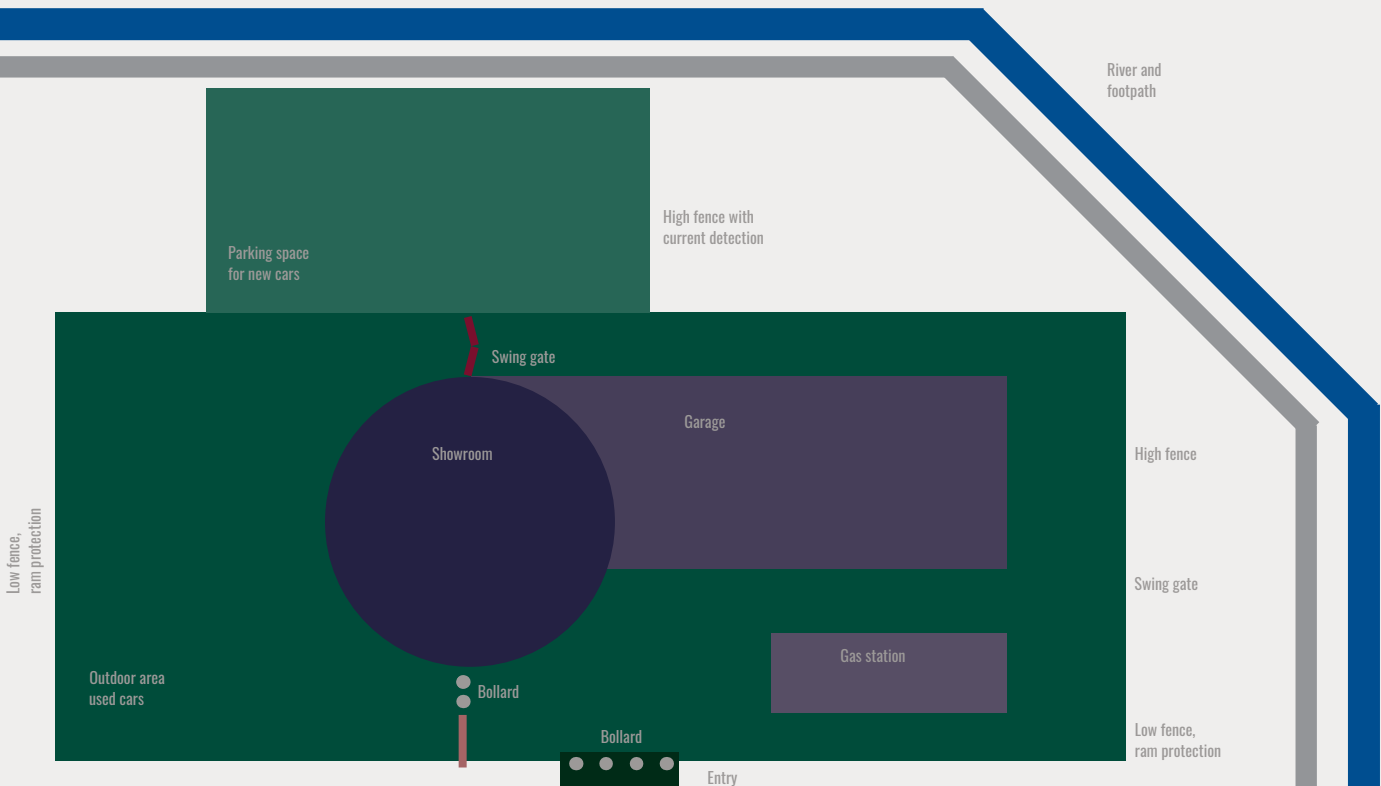 River and
footpath
High fence with
current detection
Parking space
for new cars
Swing gate
Garage
Showroom
High fence
Low fence,
ram protection
Swing gate
Gas station
Outdoor area
used cars
Bollard
Low fence,
ram protection
Bollard
Entry